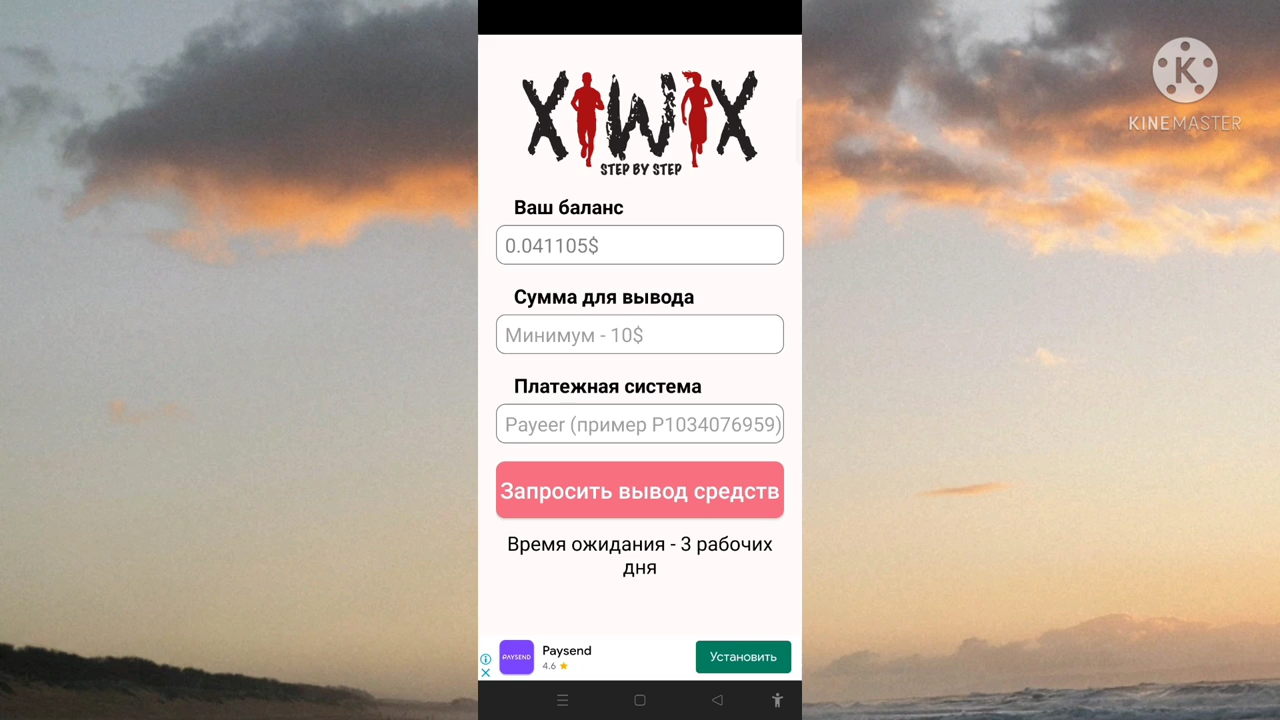 K
KINEMASTER
XIWIX
STEP BY STEP
Ваш баланс
0.041105$
Сумма для вывода
Минимум - 10$
Платежная система
Payeer (пример P1034076959)
Запросить вывод средств
Время ожидания - 3 рабочих
дня
PAYSEND
Paysend
4.6
Установить